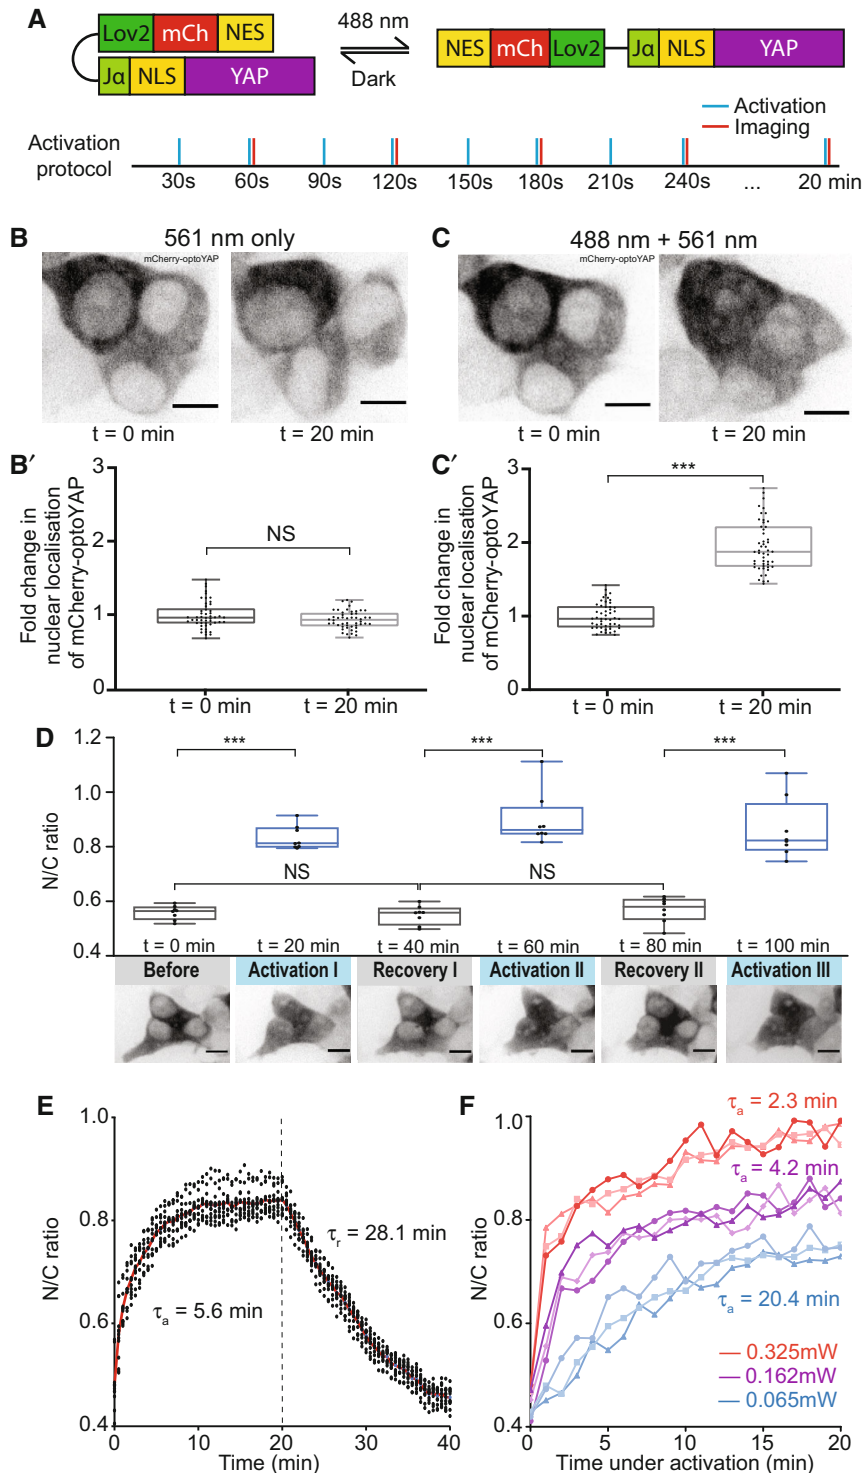 A
Lov2 mCh NES
Jα NLS YAP
488 nm
Dark
NES mCh Lov2 Jα NLS YAP
Activation
Imaging
Activation
protocol
30s 60s 90s 120s 150s 180s 210s 240s ... 20 min
B
561 nm only
mCherry-optoYAP
t = 0 min
t = 20 min
C
488 nm + 561 nm
mCherry-optoYAP
t = 0 min
t = 20 min
B′
Fold change in
nuclear localisation
of mCherry-optoYAP
3
2
1
0
NS
t = 0 min
t = 20 min
C′
Fold change in
nuclear localisation
of mCherry-optoYAP
3
2
1
0
***
t = 0 min
t = 20 min
D
N/C ratio
1.2
1.0
0.8
0.6
0.4
*** *** ***
NS NS
t = 0 min t = 20 min t = 40 min t = 60 min t = 80 min t = 100 min
Before Activation I Recovery I Activation II Recovery II Activation III
E
N/C ratio
1.0
0.8
0.6
0.4
τr = 28.1 min
τa = 5.6 min
0 10 20 30 40
Time (min)
F
N/C ratio
1.0
0.8
0.6
0.4
τa = 2.3 min
τa = 4.2 min
τa = 20.4 min
0.325mW
0.162mW
0.065mW
0 5 10 15 20
Time under activation (min)